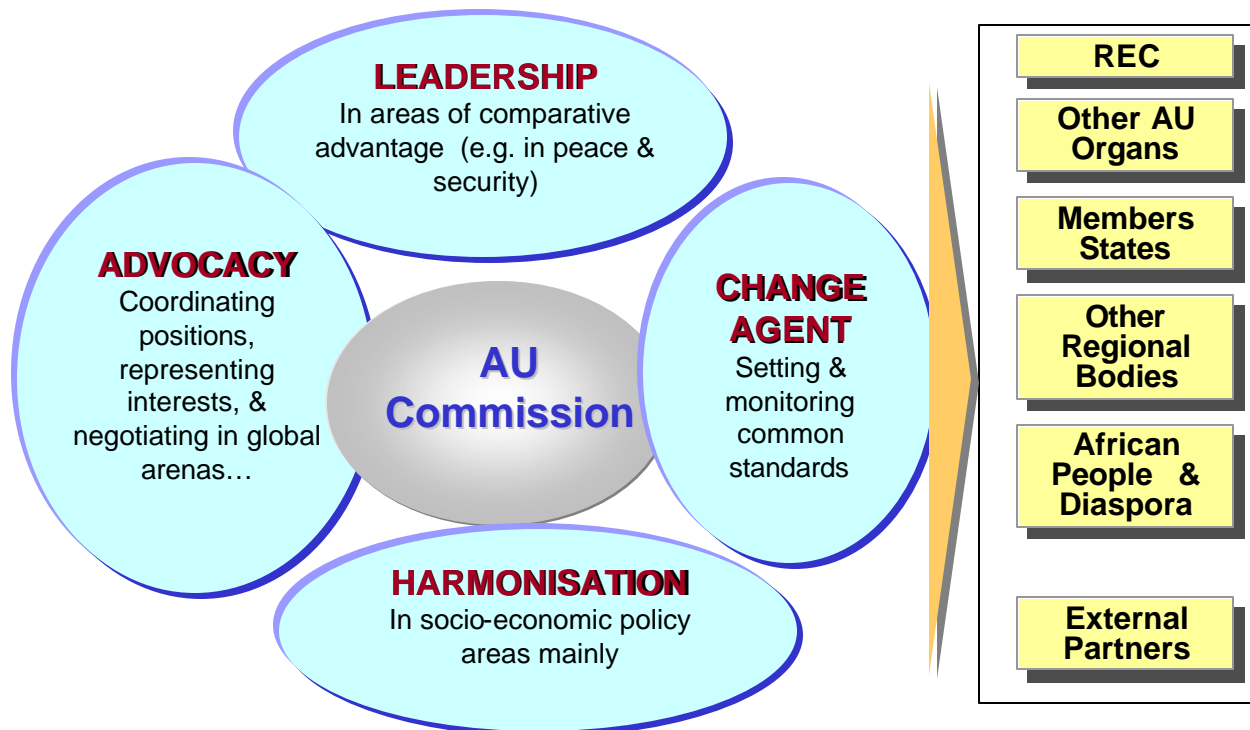 LEADERSHIP
In areas of comparative
advantage (e.g. in peace &
security)
ADVOCACY
Coordinating
positions,
representing
interests, &
negotiating in global
arenas…
AU
Commission
CHANGE
AGENT
Setting &
monitoring
common
standards
HARMONISATION
In socio-economic policy
areas mainly
REC
Other AU
Organs
Members
States
Other
Regional
Bodies
African
People &
Diaspora
External
Partners